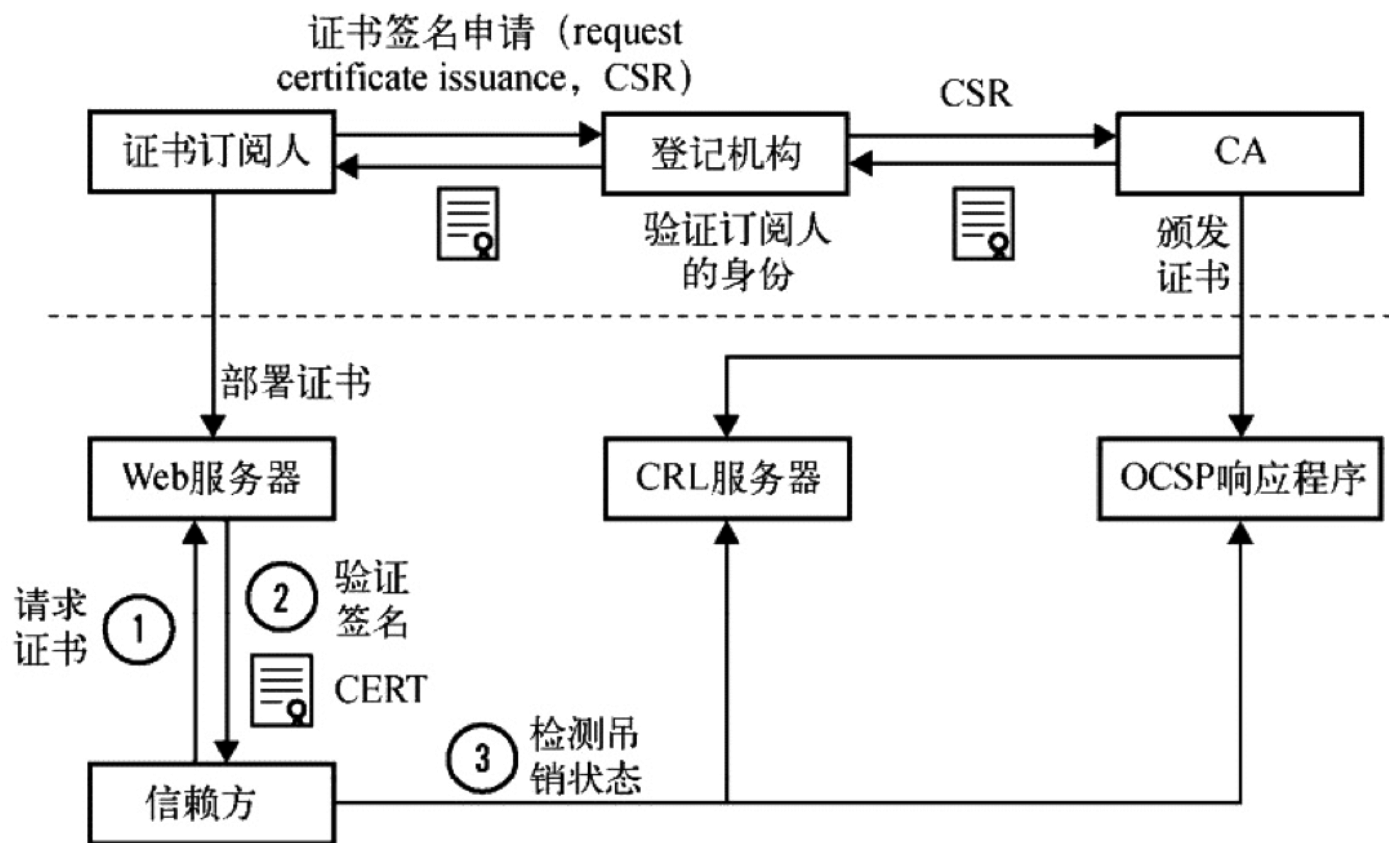 证书签名申请（request
certificate issuance，CSR）
CSR
证书订阅人
登记机构
CA
验证订阅人
的身份
颁发
证书
部署证书
Web服务器
CRL服务器
OCSP响应程序
请求
证书
1
2
验证
签名
CERT
3
检测吊
销状态
信赖方